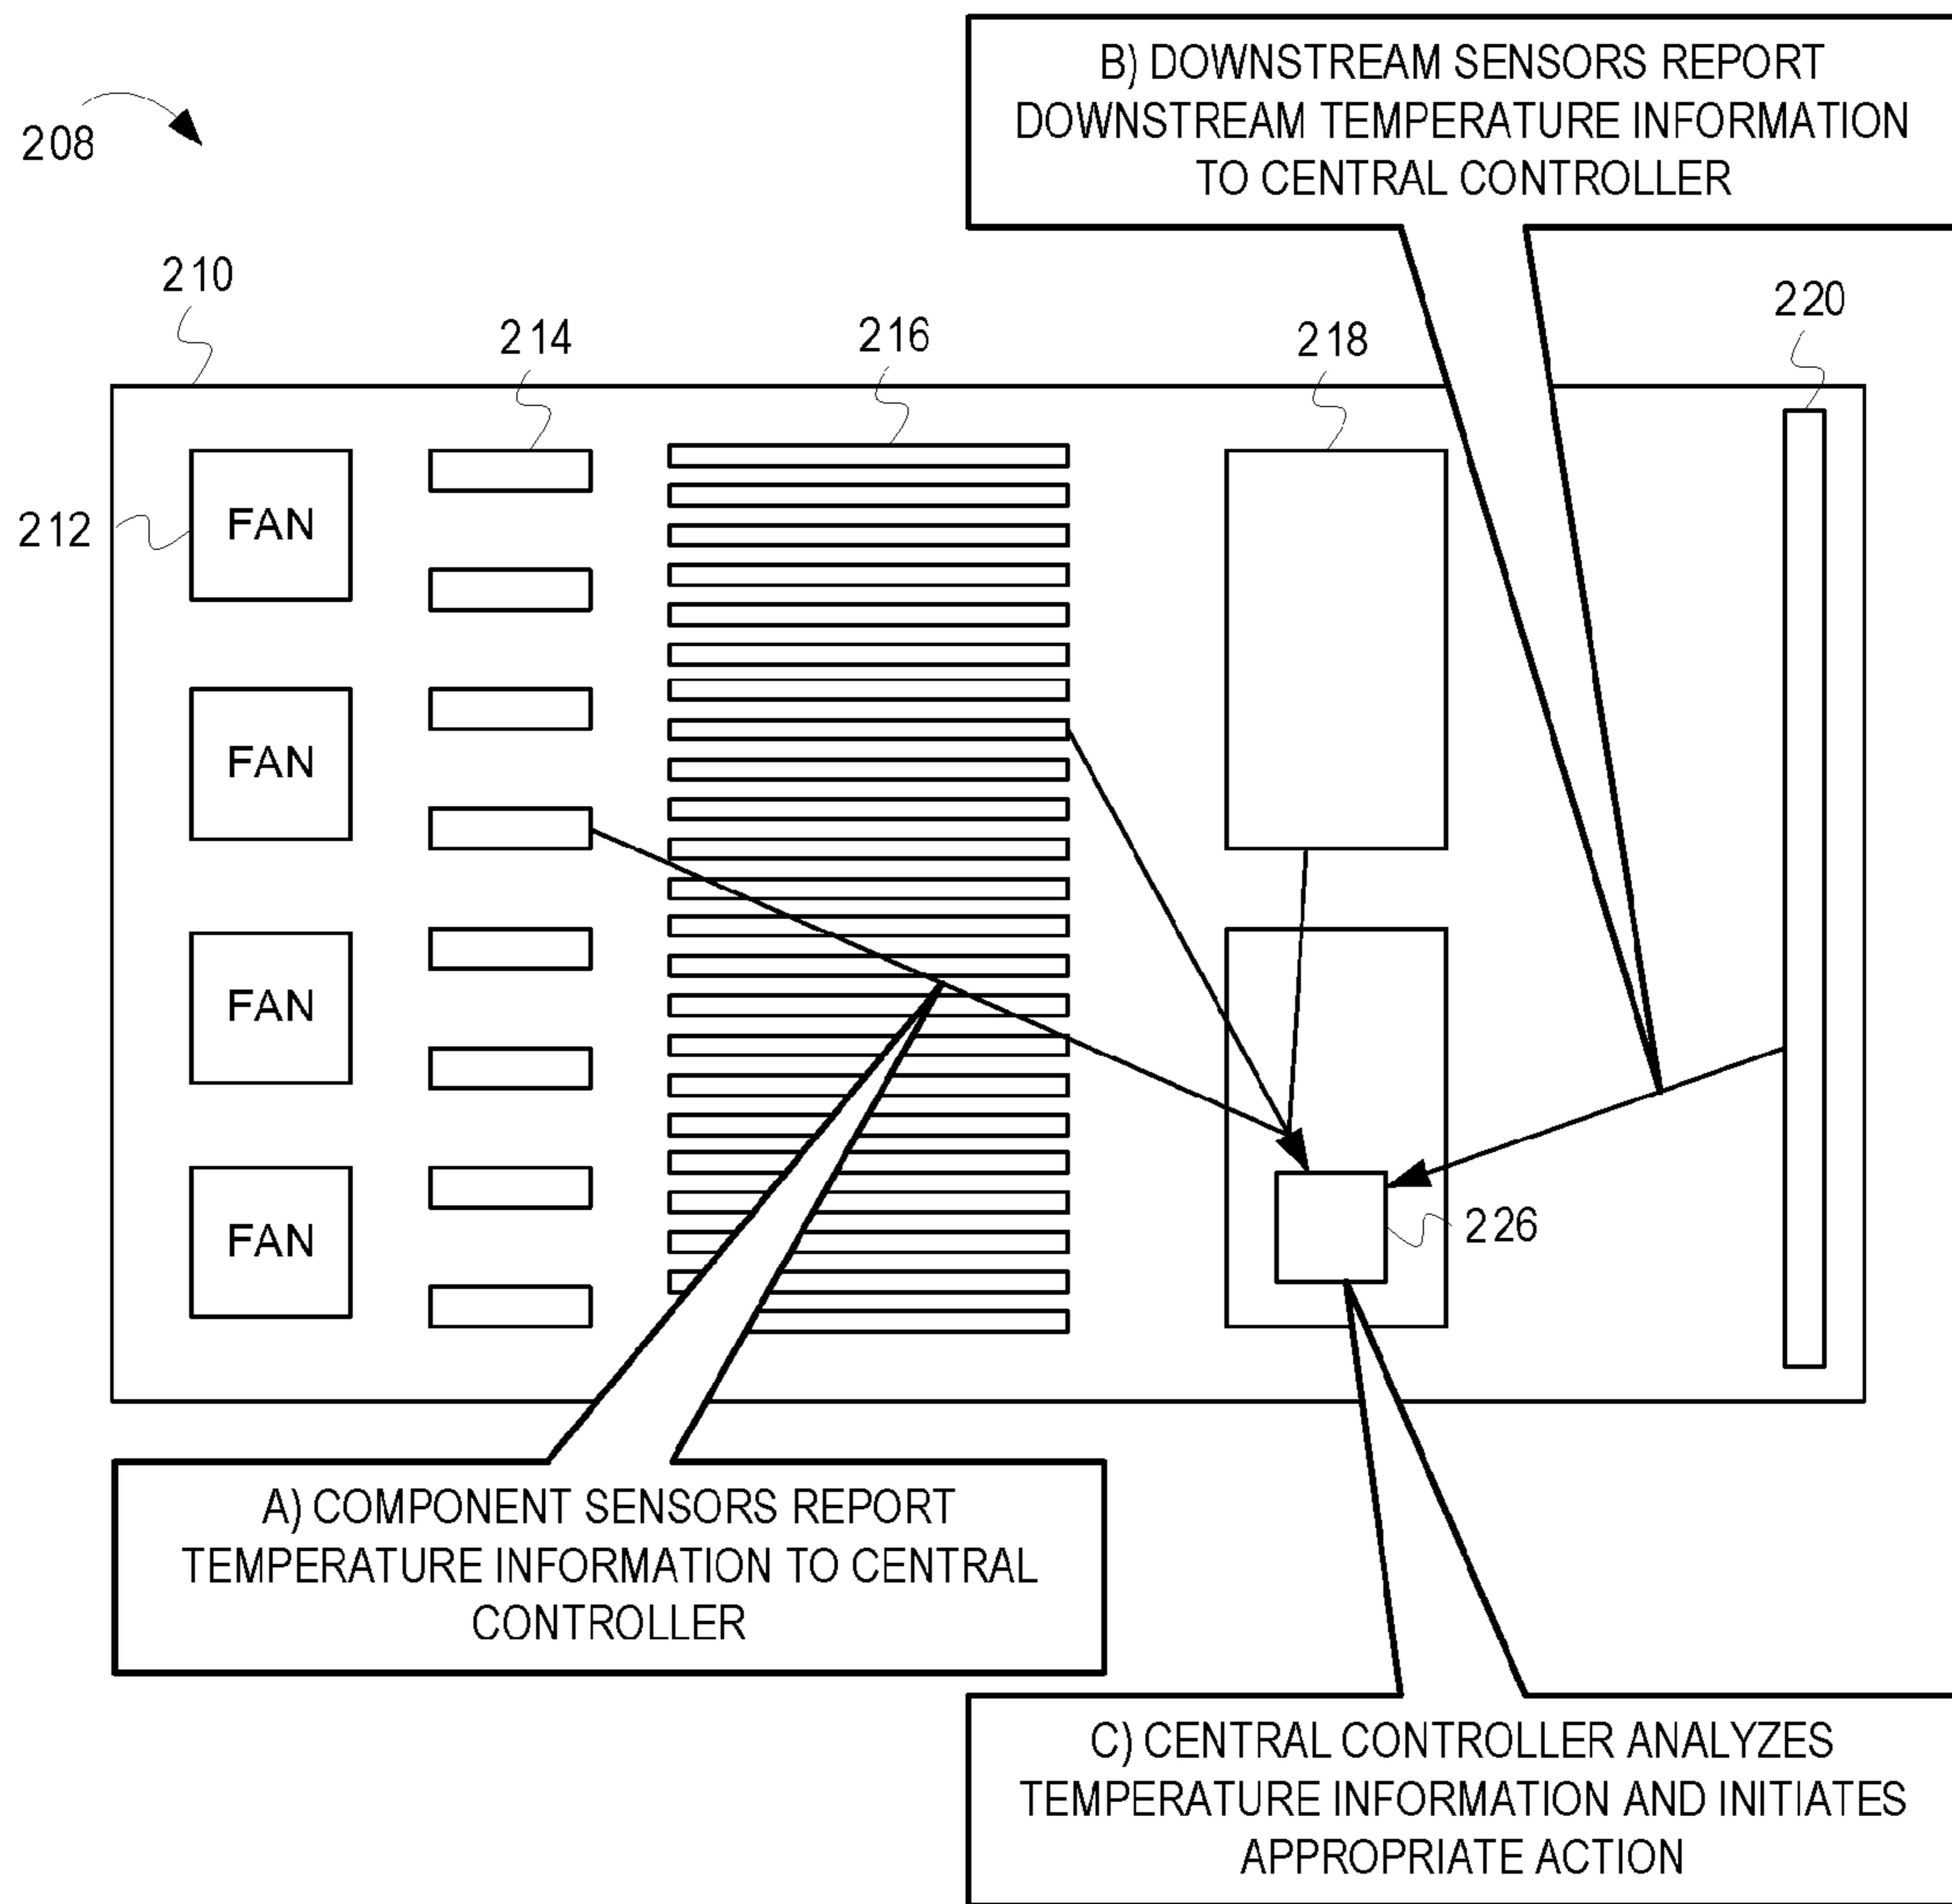 B) DOWNSTREAM SENSORS REPORT
DOWNSTREAM TEMPERATURE INFORMATION
TO CENTRAL CONTROLLER
208
210
214
216
218
220
212
FAN
FAN
FAN
FAN
226
A) COMPONENT SENSORS REPORT
TEMPERATURE INFORMATION TO CENTRAL
CONTROLLER
C) CENTRAL CONTROLLER ANALYZES
TEMPERATURE INFORMATION AND INITIATES
APPROPRIATE ACTION